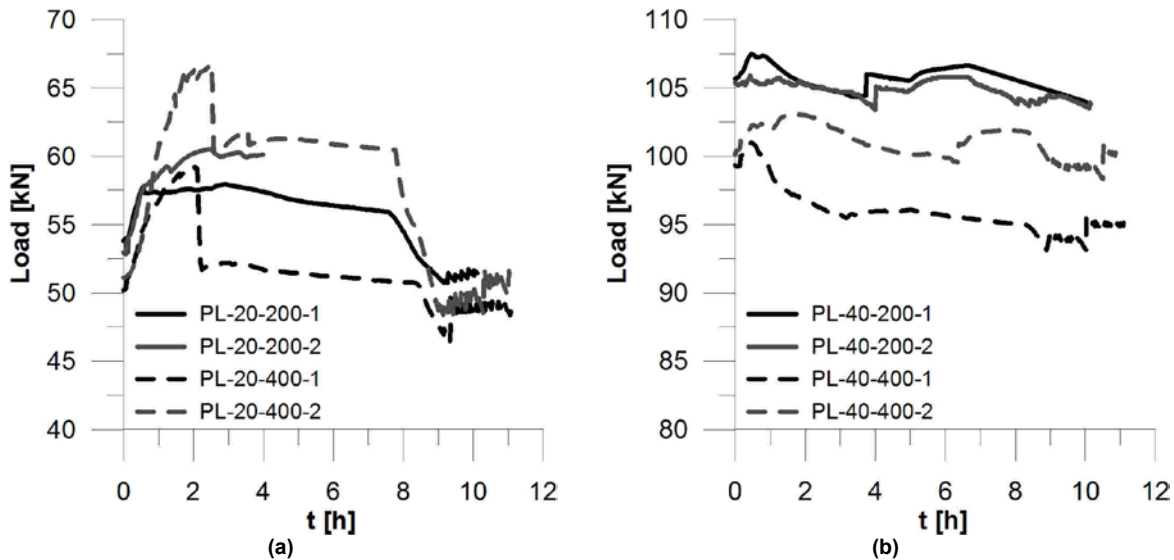 70
65
60
55
50
45
40
Load [kN]
PL-20-200-1
PL-20-200-2
PL-20-400-1
PL-20-400-2
0 2 4 6 8 10 12
t [h]
(a)
110
105
100
95
90
85
80
Load [kN]
PL-40-200-1
PL-40-200-2
PL-40-400-1
PL-40-400-2
0 2 4 6 8 10 12
t [h]
(b)